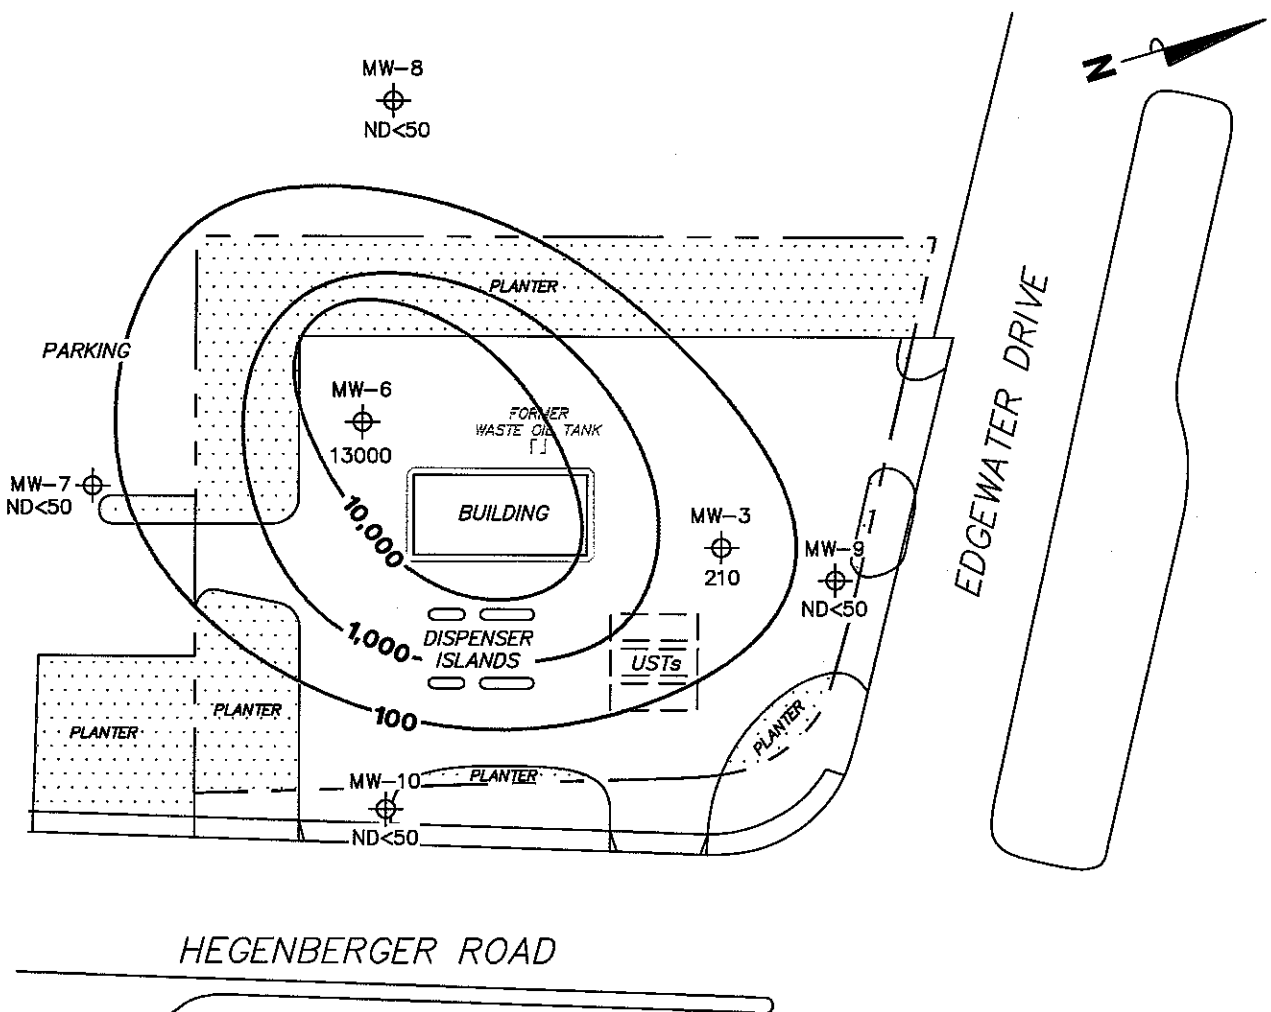 MW-8
ND<50
N
PLANTER
PARKING
MW-6
13000
FORMER
WASTE OIL TANK
MW-7
ND<50
10,000
BUILDING
MW-3
210
1
MW-9
ND<50
EDGEWATER DRIVE
1,000
DISPENSER
ISLANDS
USTs
100
PLANTER
PLANTER
PLANTER
PLANTER
MW-10
ND<50
HEGENBERGER ROAD